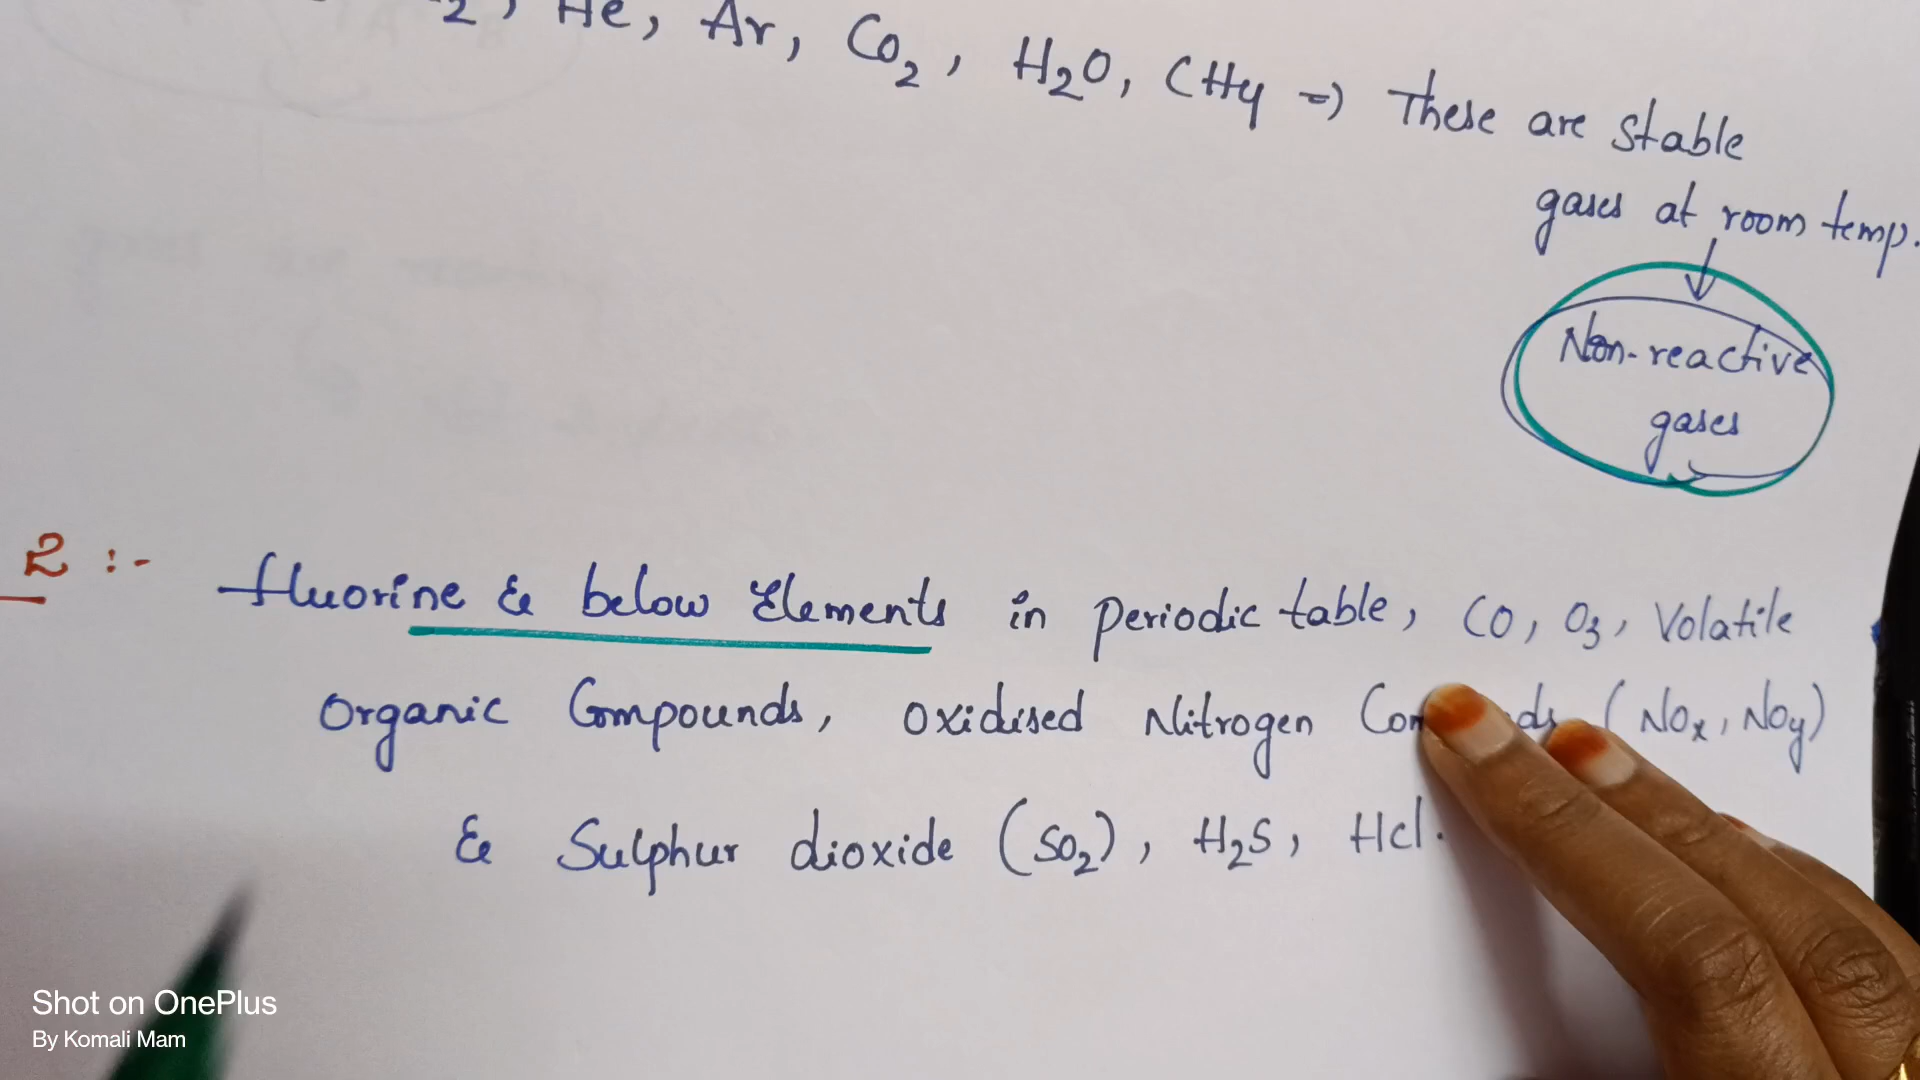 He, Ar, CO2, H2O, CH4 => These are stable
gases at room temp.
Non-reactive
gases
2 :- fluorine & below Elements in periodic table, CO, O3, Volatile
Organic Compounds, Oxidised Nitrogen (NOx, NOy)
& Sulphur dioxide (SO2), H2S, Hcl.
Shot on OnePlus
By Komali Mam